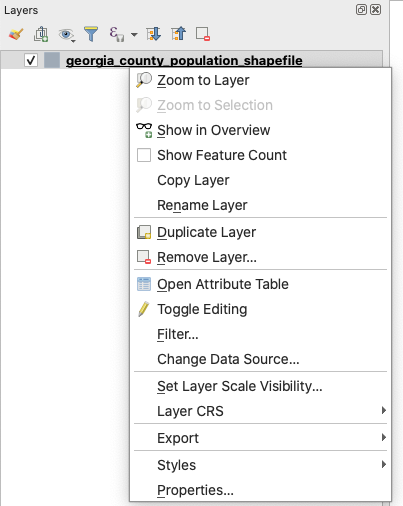 Layers
georgia_county_population_shapefile
Zoom to Layer
Zoom to Selection
Show in Overview
Show Feature Count
Copy Layer
Rename Layer
Duplicate Layer
Remove Layer...
Open Attribute Table
Toggle Editing
Filter...
Change Data Source...
Set Layer Scale Visibility...
Layer CRS
Export
Styles
Properties...